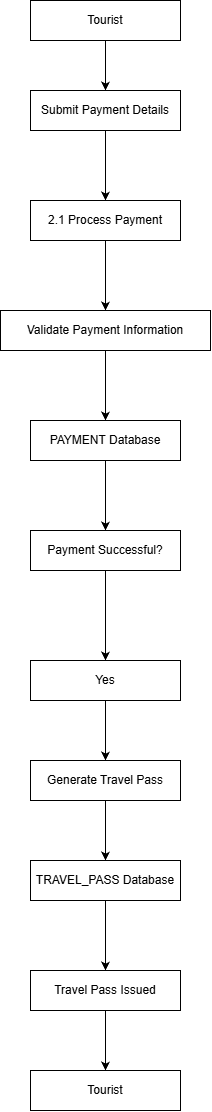 Tourist
Submit Payment Details
2.1 Process Payment
Validate Payment Information
PAYMENT Database
Payment Successful?
Yes
Generate Travel Pass
TRAVEL_PASS Database
Travel Pass Issued
Tourist